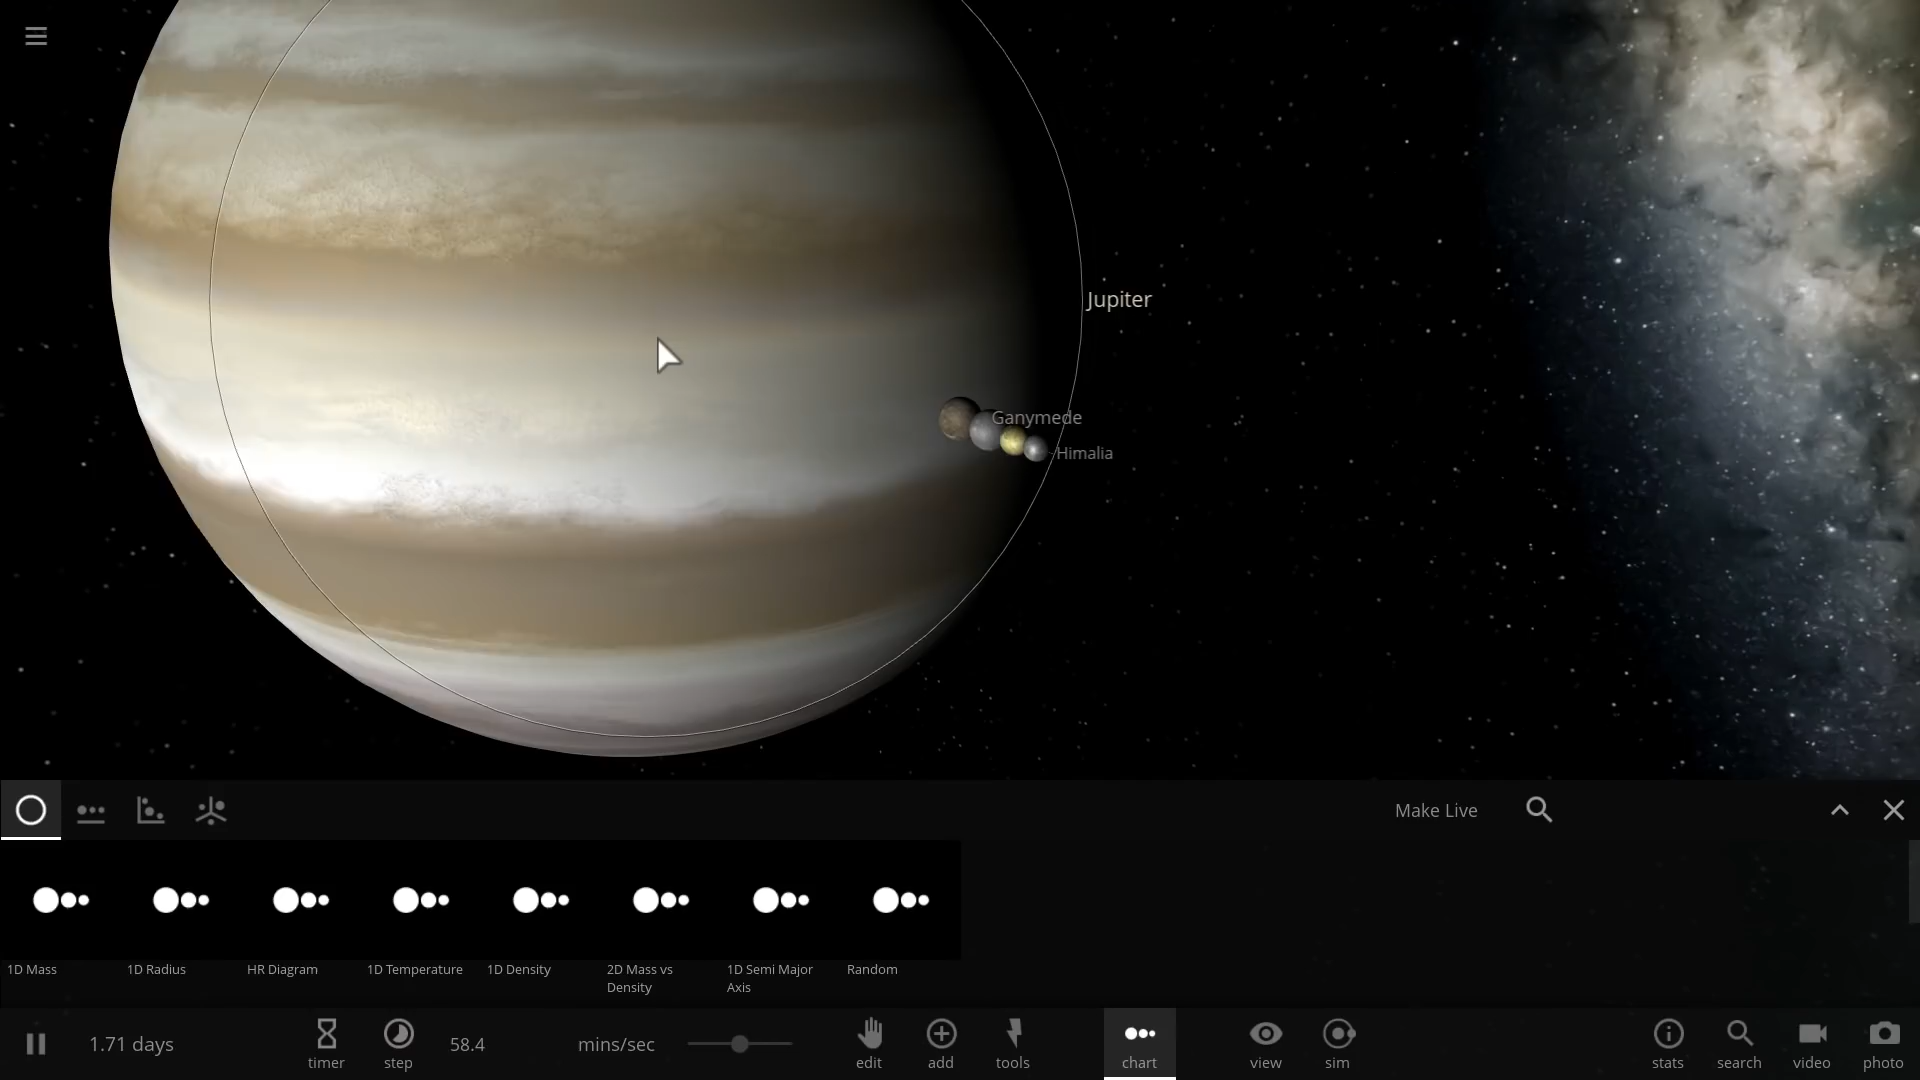 Jupiter
Ganymede
Himalia
Make Live
1D Mass
1D Radius
HR Diagram
1D Temperature
1D Density
2D Mass vs
Density
1D Semi Major
Axis
Random
1.71 days
timer
step
58.4
mins/sec
edit
add
tools
chart
view
sim
stats
search
video
photo